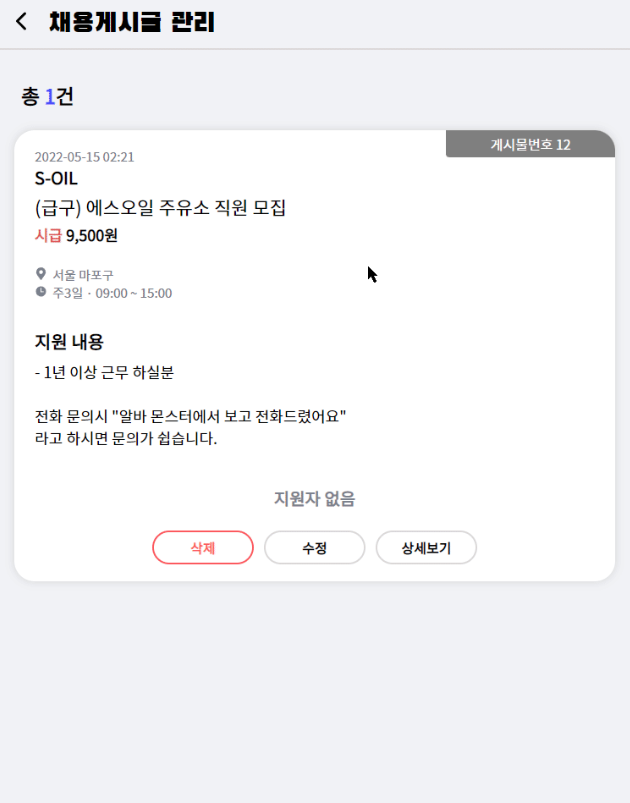 채용게시글 관리
총 1건
게시물번호 12
2022-05-15 02:21
S-OIL
(급구) 에스오일 주유소 직원 모집
시급 9,500원
서울 마포구
주3일 · 09:00 ~ 15:00
지원 내용
- 1년 이상 근무 하실분
전화 문의시 "알바 몬스터에서 보고 전화드렸어요"
라고 하시면 문의가 쉽습니다.
지원자 없음
삭제 수정 상세보기